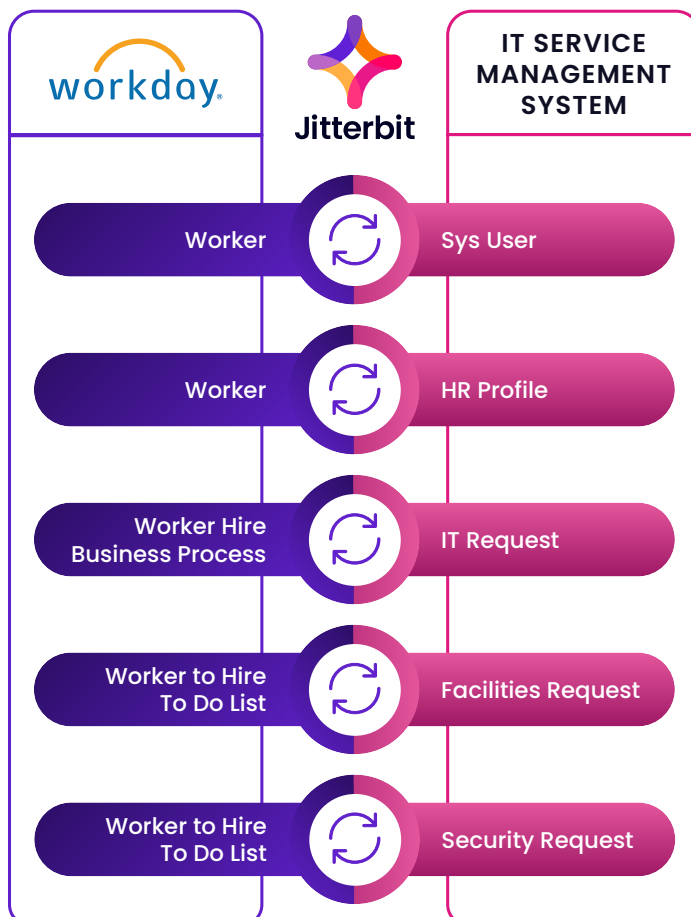 workday.
Jitterbit
IT SERVICE
MANAGEMENT
SYSTEM
Worker
Sys User
Worker
HR Profile
Worker Hire
Business Process
IT Request
Worker to Hire
To Do List
Facilities Request
Worker to Hire
To Do List
Security Request